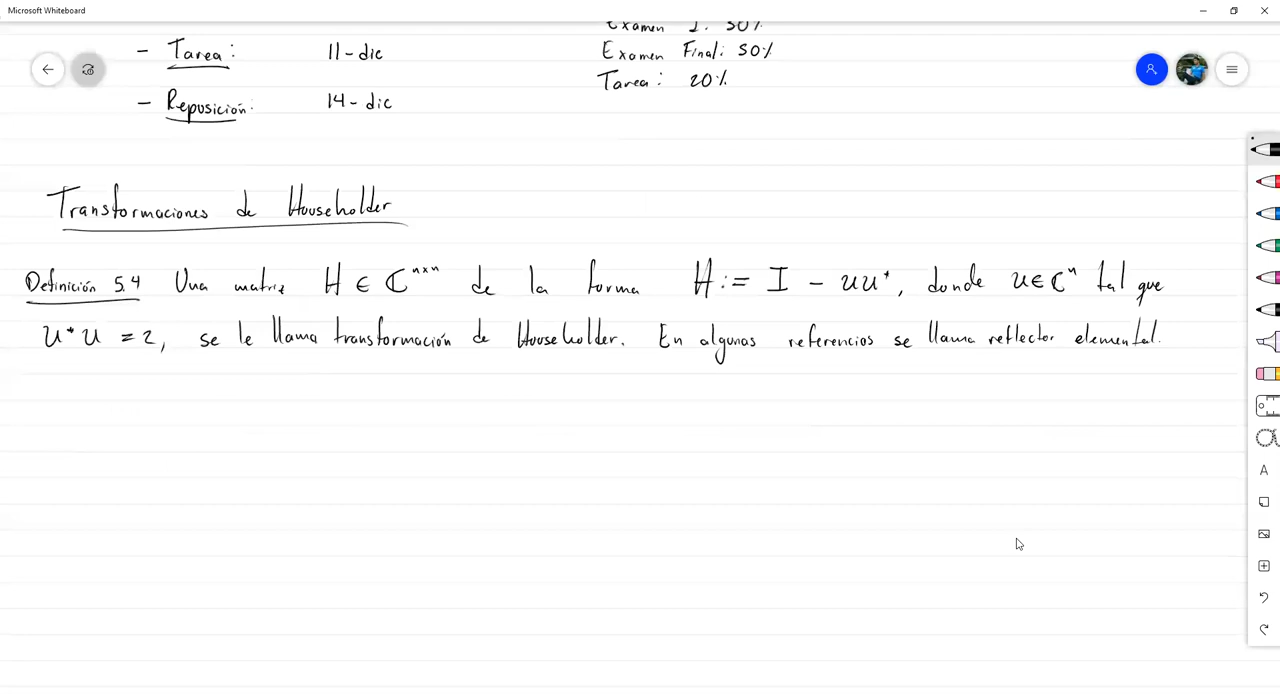 Microsoft Whiteboard
Examen I: 30%
- Tarea: 11-dic
Examen Final: 50%
Tarea: 20%
- Reposición: 14-dic
Transformaciones de Householder
Definición 5.4 Una matriz H ∈ ℂⁿˣⁿ de la forma H := I - uu*, donde u ∈ ℂⁿ tal que
u*u = 2, se le llama transformación de Householder. En algunas referencias se llama reflector elemental.
A